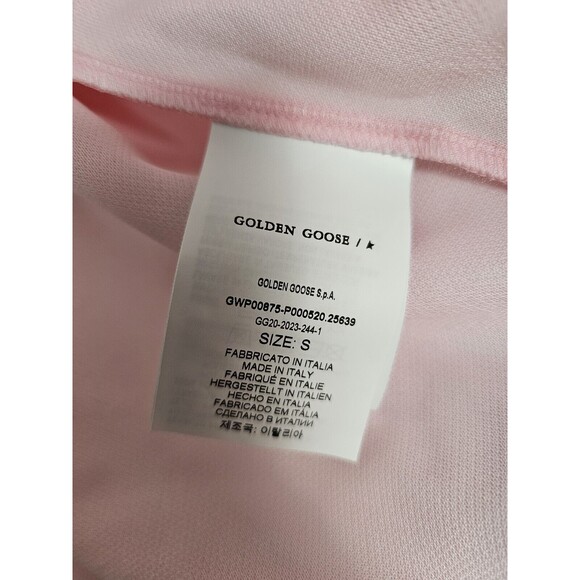 GOLDEN GOOSE / ★
GOLDEN GOOSE S.p.A.
GWP00875-P000520.25639
GG20-2023-244-1
SIZE: S
FABBRICATO IN ITALIA
MADE IN ITALY
FABRIQUÉ EN ITALIE
HERGESTELLT IN ITALIEN
HECHO EN ITALIA
FABRICADO EM ITÁLIA
СДЕЛАНО В ИТАЛИИ
제조국: 이탈리아